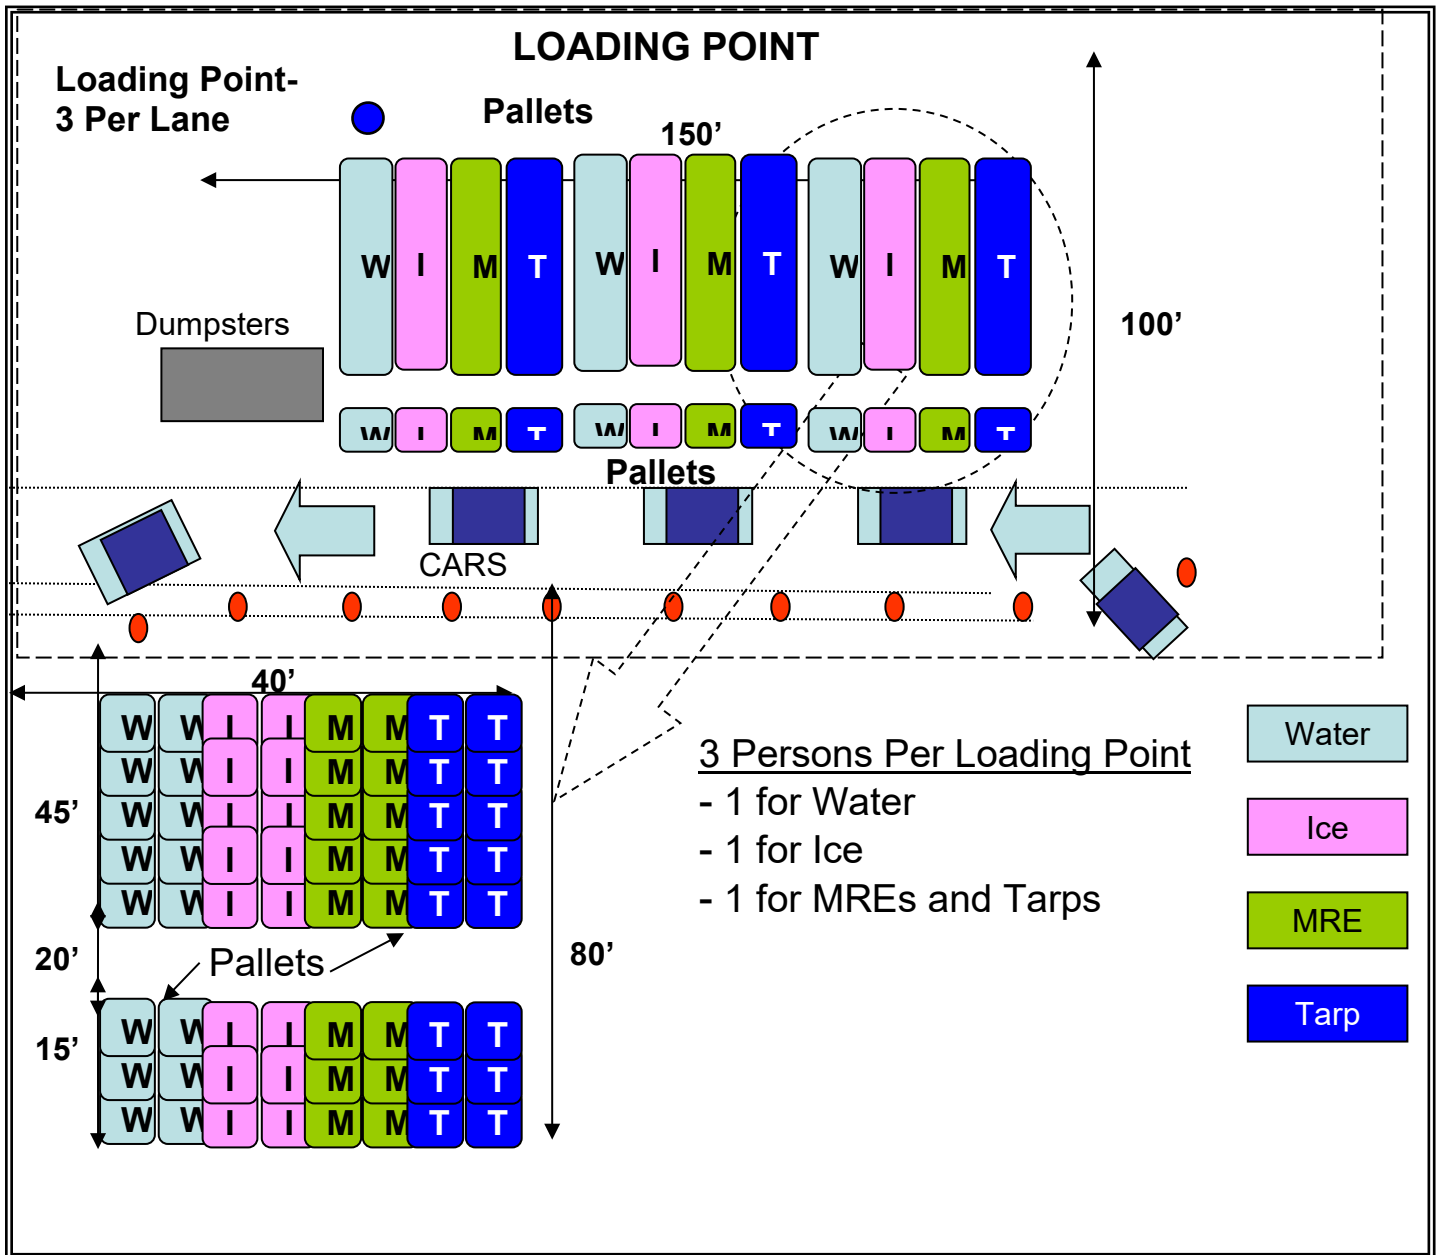 LOADING POINT
Loading Point-
3 Per Lane
Pallets
150’
W I M T W I M T W I M T
100’
Dumpsters
W I M T W I M T W I M T
Pallets
CARS
40’
W W I I M M T T
W W I I M M T T
W W I I M M T T
W W I I M M T T
W W I I M M T T
45’
20’
Pallets
80’
W W I I M M T T
W W I I M M T T
W W I I M M T T
15’
3 Persons Per Loading Point
- 1 for Water
- 1 for Ice
- 1 for MREs and Tarps
Water
Ice
MRE
Tarp